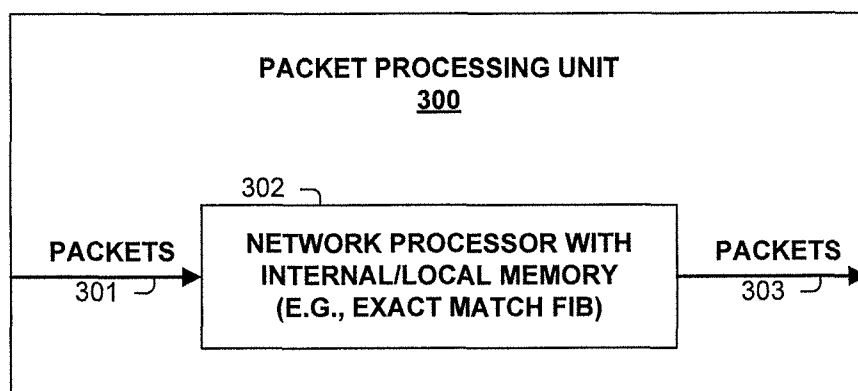 PACKET PROCESSING UNIT
300
302
PACKETS
301
NETWORK PROCESSOR WITH
INTERNAL/LOCAL MEMORY
(E.G., EXACT MATCH FIB)
PACKETS
303